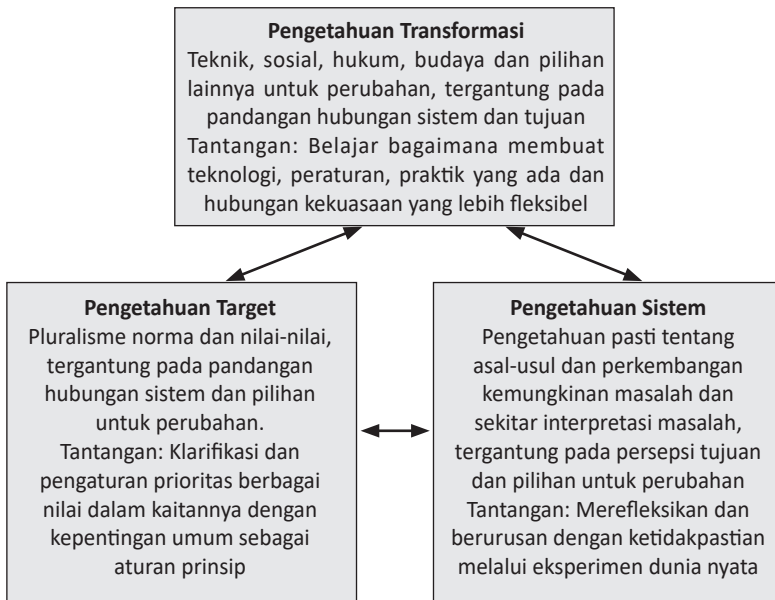 Pengetahuan Transformasi
Teknik, sosial, hukum, budaya dan pilihan
lainnya untuk perubahan, tergantung pada
pandangan hubungan sistem dan tujuan
Tantangan: Belajar bagaimana membuat
teknologi, peraturan, praktik yang ada dan
hubungan kekuasaan yang lebih fleksibel
Pengetahuan Target
Pluralisme norma dan nilai-nilai,
tergantung pada pandangan
hubungan sistem dan pilihan
untuk perubahan.
Tantangan: Klarifikasi dan
pengaturan prioritas berbagai
nilai dalam kaitannya dengan
kepentingan umum sebagai
aturan prinsip
Pengetahuan Sistem
Pengetahuan pasti tentang
asal-usul dan perkembangan
kemungkinan masalah dan
sekitar interpretasi masalah,
tergantung pada persepsi tujuan
dan pilihan untuk perubahan
Tantangan: Merefleksikan dan
berurusan dengan ketidakpastian
melalui eksperimen dunia nyata